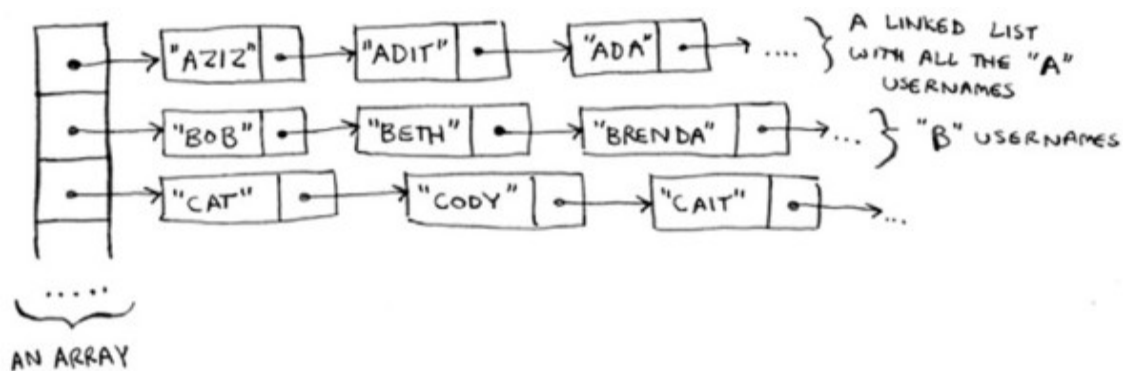 "AZIZ" "ADIT" "ADA" .... A LINKED LIST
WITH ALL THE "A"
USERNAMES
"BOB" "BETH" "BRENDA" ... "B" USERNAMES
"CAT" "CODY" "CAIT" ...
.....
AN ARRAY